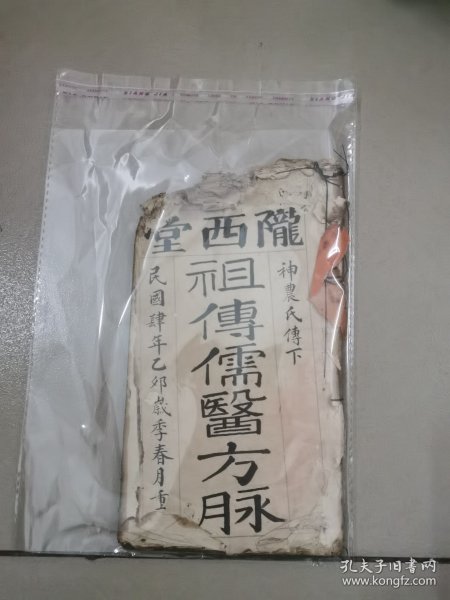 隴西堂
神農氏傳下
祖傳儒醫方脉
民國肆年乙卯歲季春月重
孔夫子旧书网
www.kongfz.com